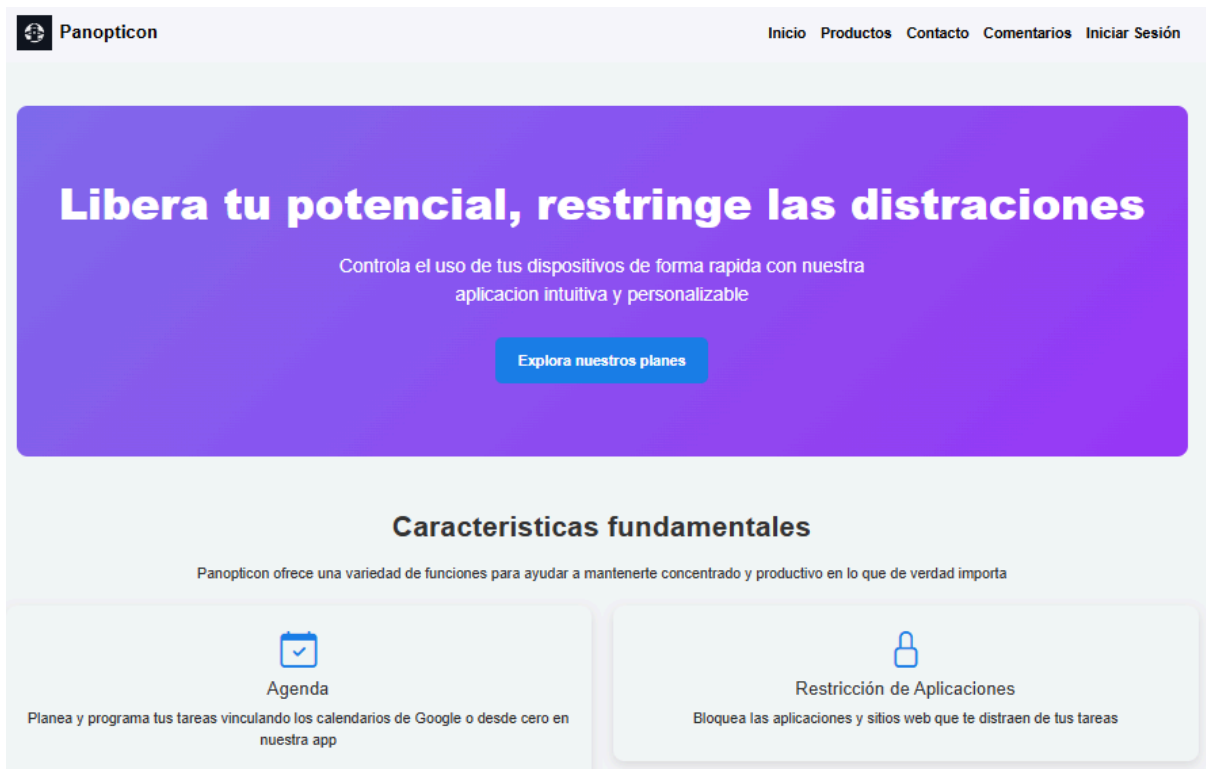 Panopticon
Inicio Productos Contacto Comentarios Iniciar Sesión
Libera tu potencial, restringe las distraciones
Controla el uso de tus dispositivos de forma rapida con nuestra
aplicacion intuitiva y personalizable
Explora nuestros planes
Caracteristicas fundamentales
Panopticon ofrece una variedad de funciones para ayudar a mantenerte concentrado y productivo en lo que de verdad importa
Agenda
Planea y programa tus tareas vinculando los calendarios de Google o desde cero en
nuestra app
Restricción de Aplicaciones
Bloquea las aplicaciones y sitios web que te distraen de tus tareas